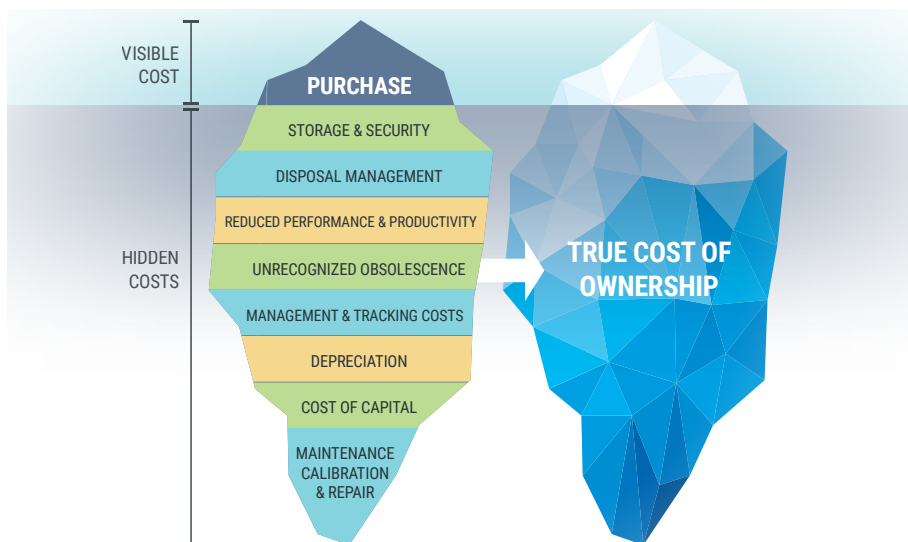 VISIBLE
COST
PURCHASE
STORAGE & SECURITY
DISPOSAL MANAGEMENT
REDUCED PERFORMANCE & PRODUCTIVITY
HIDDEN
COSTS
UNRECOGNIZED OBSOLESCENCE
TRUE COST OF
OWNERSHIP
MANAGEMENT & TRACKING COSTS
DEPRECIATION
COST OF CAPITAL
MAINTENANCE
CALIBRATION
& REPAIR